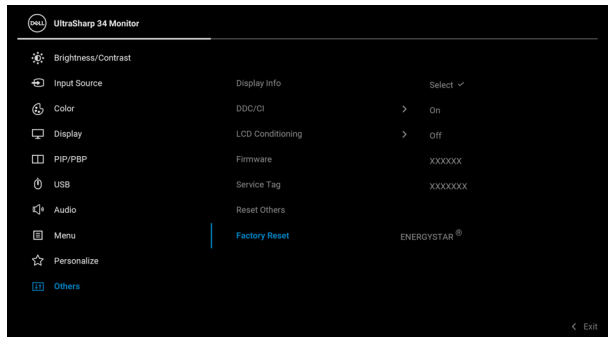 DELL UltraSharp 34 Monitor
Brightness/Contrast
Input Source Display Info Select
Color DDC/CI > On
Display LCD Conditioning > Off
PIP/PBP Firmware XXXXXX
USB Service Tag XXXXXXX
Audio Reset Others
Menu Factory Reset ENERGYSTAR ®
Personalize
Others
< Exit